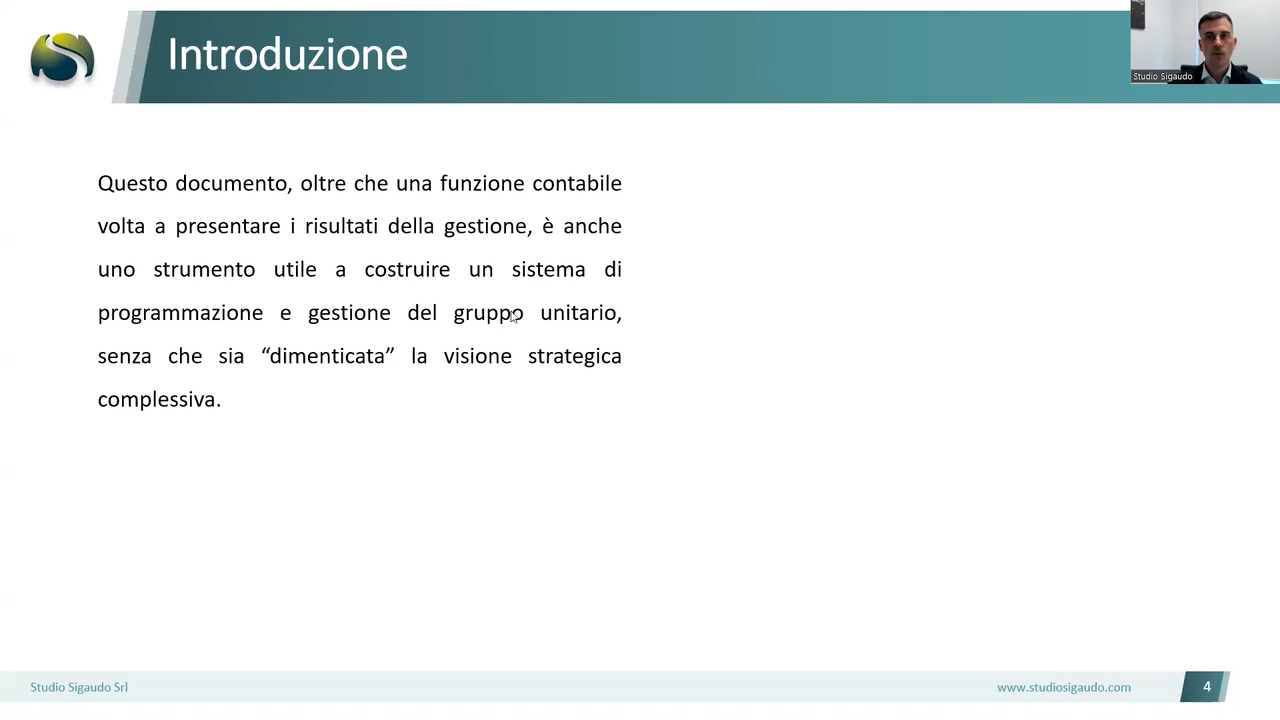 Introduzione
Studio Sigaudo
Questo documento, oltre che una funzione contabile
volta a presentare i risultati della gestione, è anche
uno strumento utile a costruire un sistema di
programmazione e gestione del gruppo unitario,
senza che sia “dimenticata” la visione strategica
complessiva.
Studio Sigaudo Srl
www.studiosigaudo.com
4